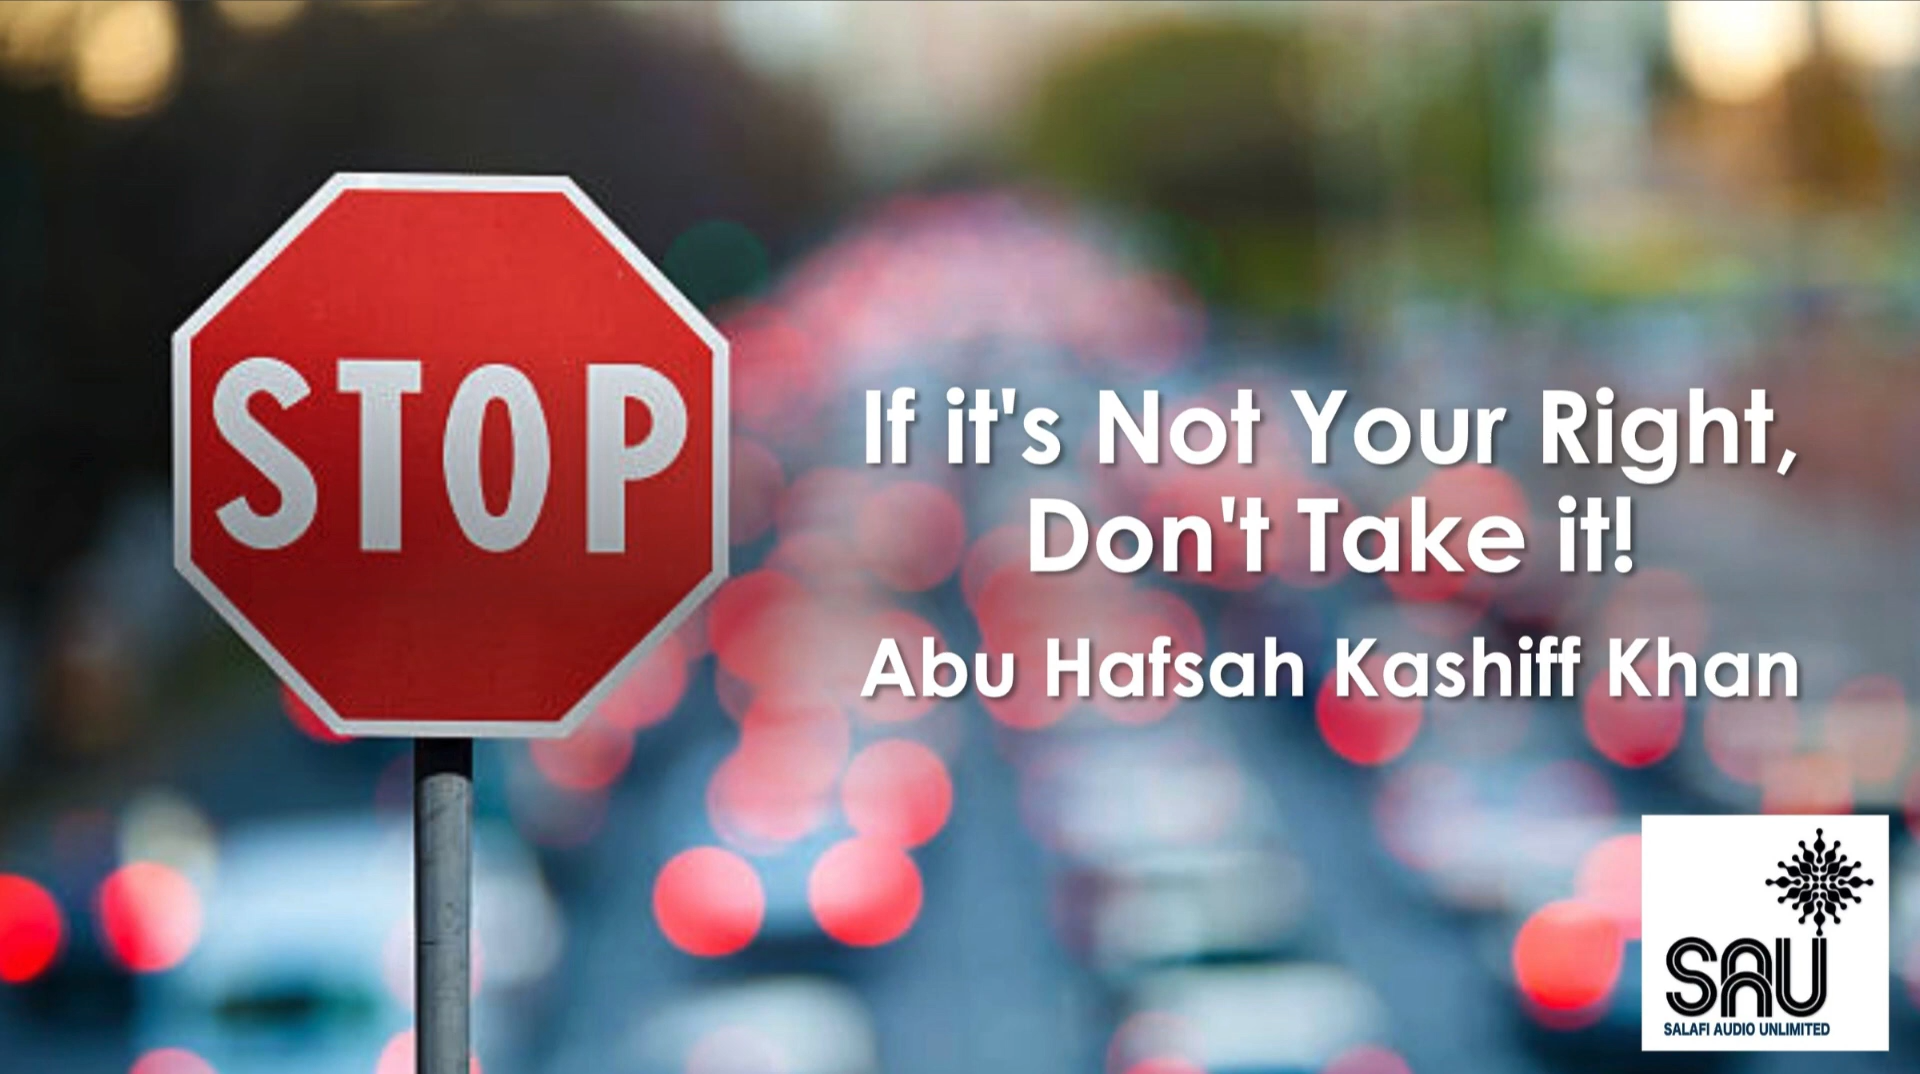 STOP
If it's Not Your Right,
Don't Take it!
Abu Hafsah Kashiff Khan
SAU
SALAFI AUDIO UNLIMITED